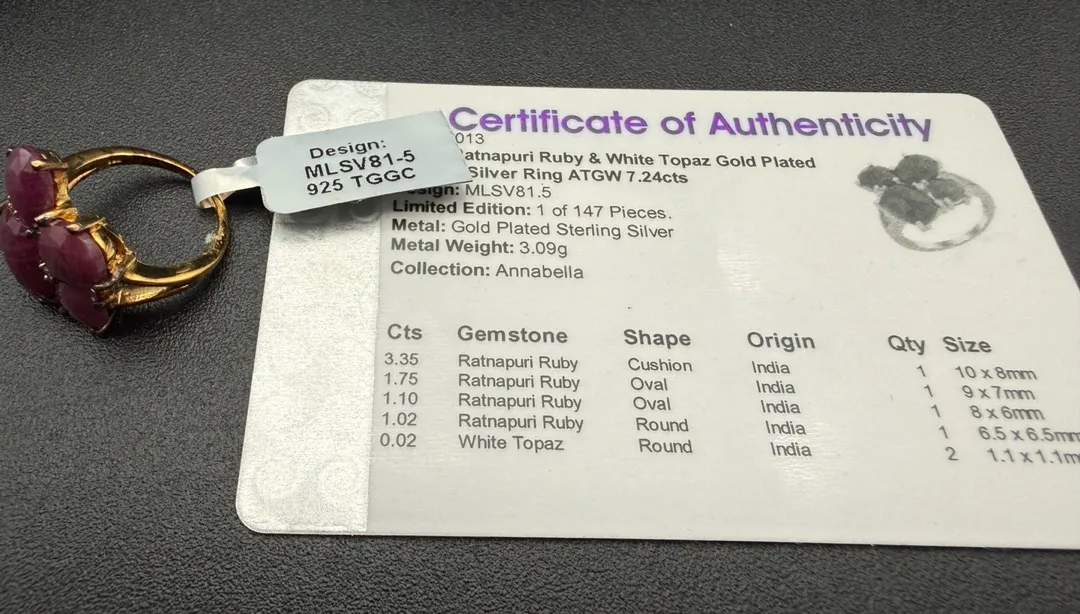 Certificate of Authenticity
013
atnapuri Ruby & White Topaz Gold Plated
Silver Ring ATGW 7.24cts
sign: MLSV81.5
Limited Edition: 1 of 147 Pieces.
Metal: Gold Plated Sterling Silver
Metal Weight: 3.09g
Collection: Annabella
Design:
MLSV81-5
925 TGGC
Cts Gemstone Shape Origin Qty Size
3.35 Ratnapuri Ruby Cushion India 1 10 x 8mm
1.75 Ratnapuri Ruby Oval India 1 9 x 7mm
1.10 Ratnapuri Ruby Oval India 1 8 x 6mm
1.02 Ratnapuri Ruby Round India 1 6.5 x 6.5mm
0.02 White Topaz Round India 2 1.1 x 1.1m